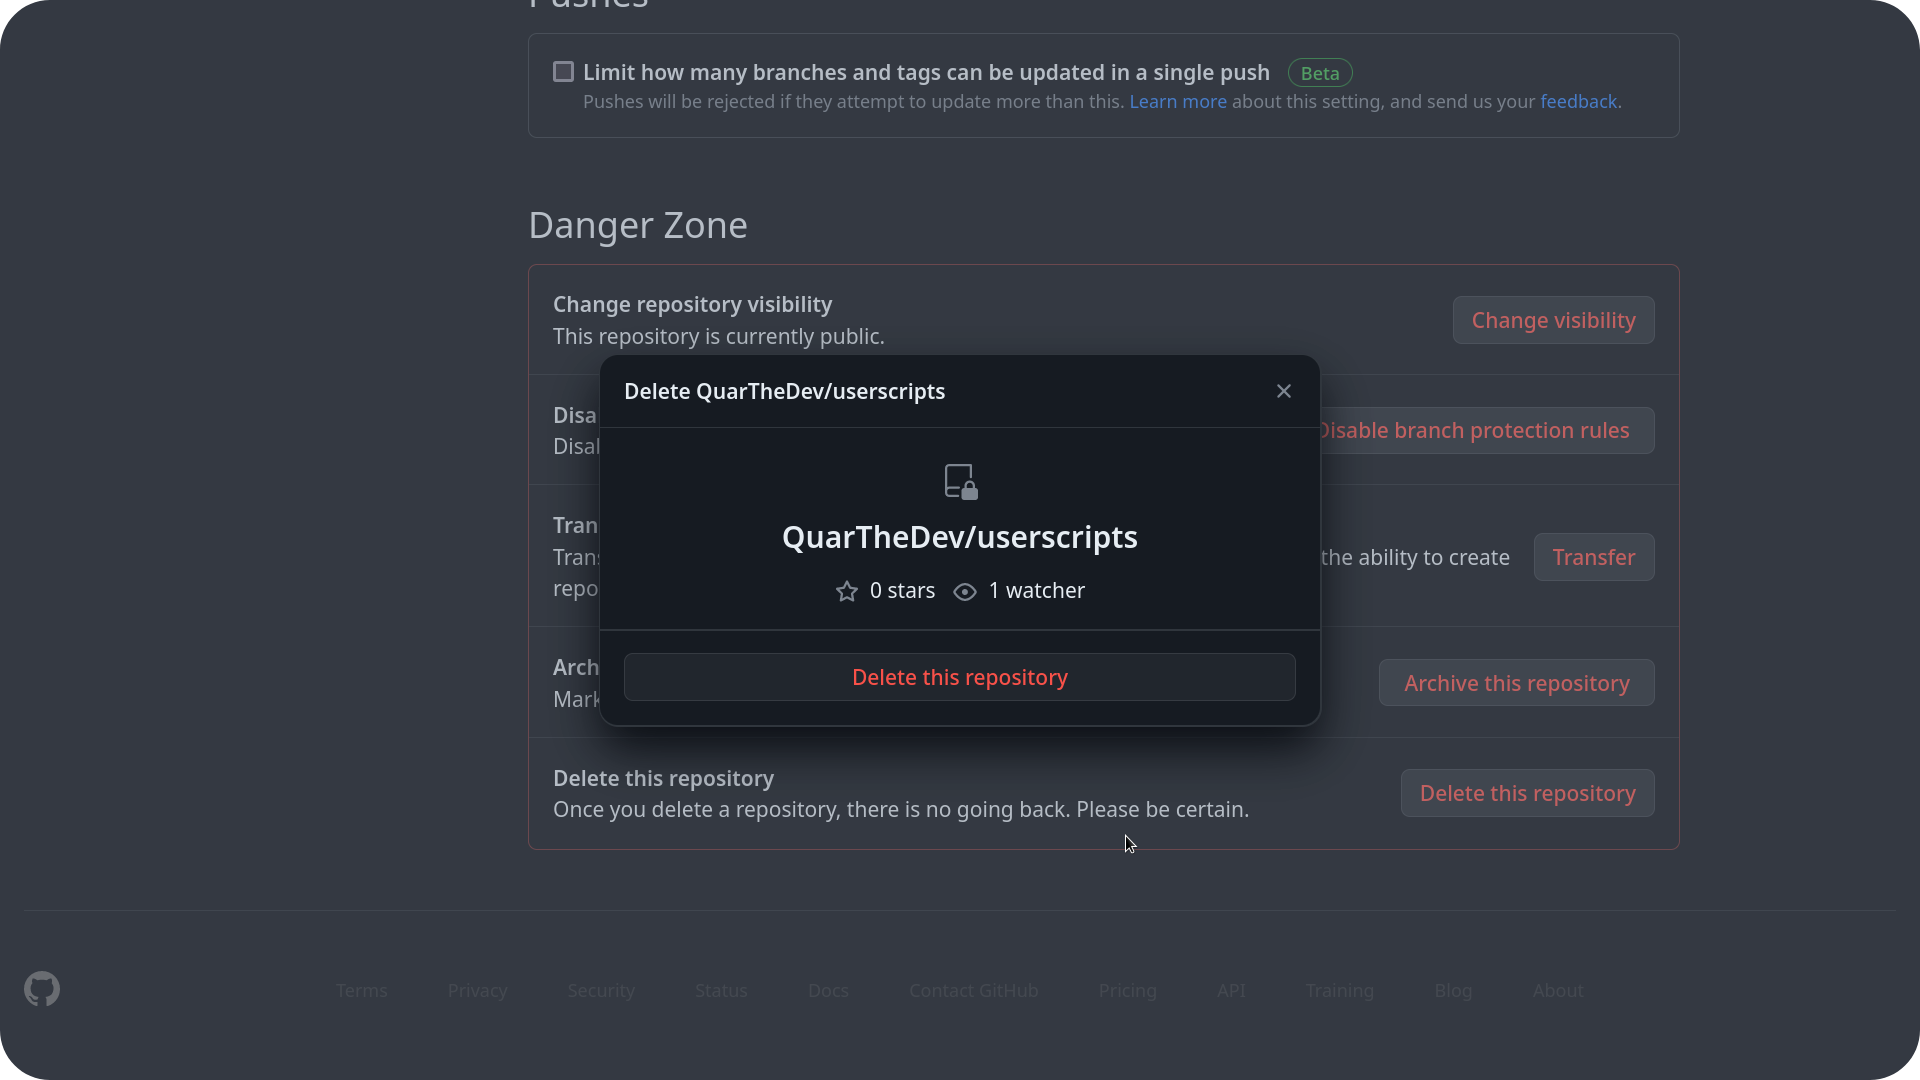 Pushes
Limit how many branches and tags can be updated in a single push Beta
Pushes will be rejected if they attempt to update more than this. Learn more about this setting, and send us your feedback.
Danger Zone
Change repository visibility
This repository is currently public.
Change visibility
Delete QuarTheDev/userscripts
Disa
Disal
Disable branch protection rules
QuarTheDev/userscripts
0 stars 1 watcher
Tran
Trans
the ability to create
repo
Transfer
Delete this repository
Arch
Mark
Archive this repository
Delete this repository
Once you delete a repository, there is no going back. Please be certain.
Delete this repository
Terms Privacy Security Status Docs Contact GitHub Pricing API Training Blog About